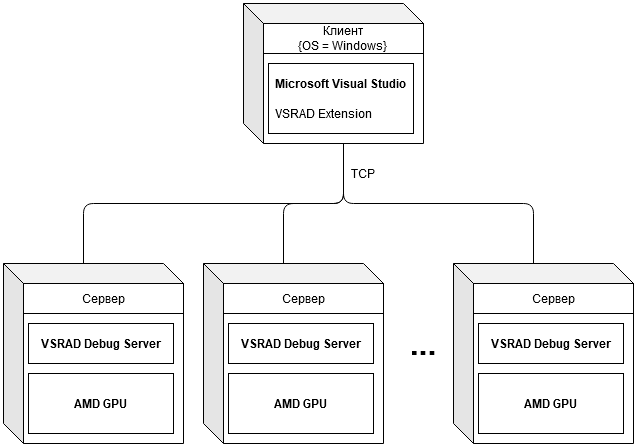 Клиент
{OS = Windows}
Microsoft Visual Studio
VSRAD Extension
TCP
Сервер
Сервер
Сервер
VSRAD Debug Server
VSRAD Debug Server
...
VSRAD Debug Server
AMD GPU
AMD GPU
AMD GPU